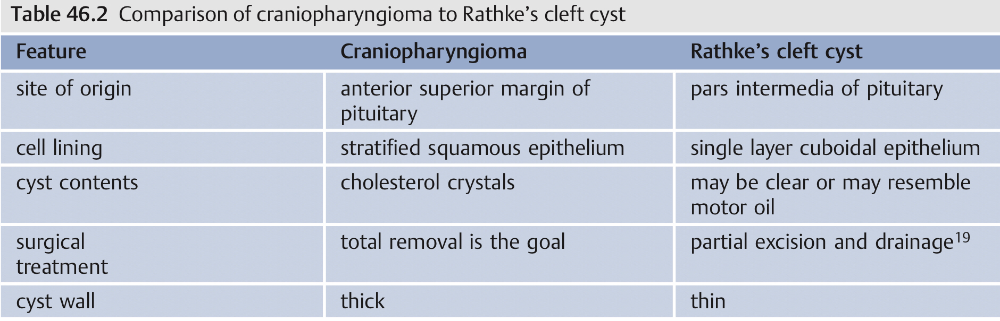 Table 46.2 Comparison of craniopharyngioma to Rathke’s cleft cyst
Feature Craniopharyngioma Rathke’s cleft cyst
site of origin anterior superior margin of pars intermedia of pituitary
pituitary
cell lining stratified squamous epithelium single layer cuboidal epithelium
cyst contents cholesterol crystals may be clear or may resemble
motor oil
surgical total removal is the goal partial excision and drainage¹⁹
treatment
cyst wall thick thin